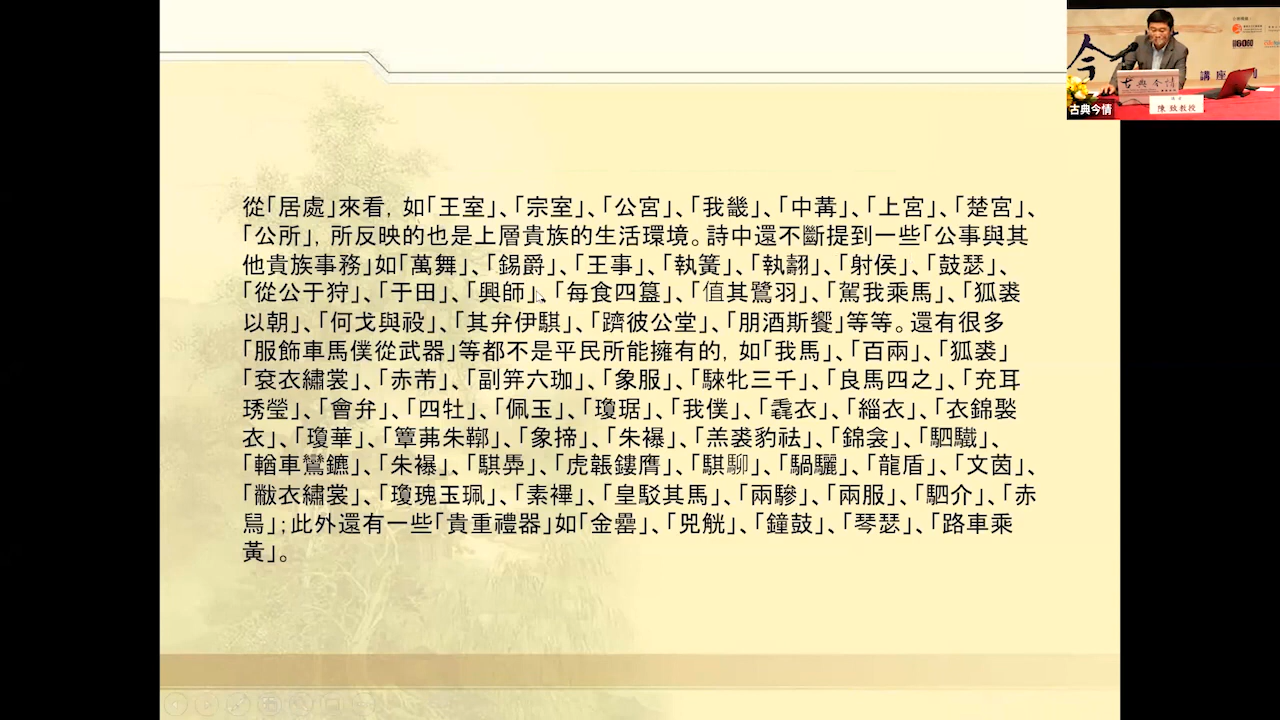 從「居處」來看，如「王室」、「宗室」、「公宮」、「我畿」、「中冓」、「上宮」、「楚宮」、
「公所」，所反映的也是上層貴族的生活環境。詩中還不斷提到一些「公事與其
他貴族事務」如「萬舞」、「錫爵」、「王事」、「執簧」、「執翿」、「射侯」、「鼓瑟」、
「從公于狩」、「于田」、「興師」、「每食四簋」、「值其鷺羽」、「駕我乘馬」、「狐裘
以朝」、「何戈與祋」、「其弁伊騏」、「躋彼公堂」、「朋酒斯饗」等等。還有很多
「服飾車馬僕從武器」等都不是平民所能擁有的，如「我馬」、「百兩」、「狐裘」
「袞衣繡裳」、「赤芾」、「副笄六珈」、「象服」、「騋牝三千」、「良馬四之」、「充耳
琇瑩」、「會弁」、「四牡」、「佩玉」、「瓊琚」、「我僕」、「毳衣」、「緇衣」、「衣錦褧
衣」、「瓊華」、「簟茀朱鞹」、「象揥」、「朱襮」、「羔裘豹祛」、「錦衾」、「駟驖」、
「輶車鸞鑣」、「朱襮」、「騏馵」、「虎韔鏤膺」、「騏騮」、「騧驪」、「龍盾」、「文茵」、
「黻衣繡裳」、「瓊瑰玉珮」、「素褌」、「皇駁其馬」、「兩驂」、「兩服」、「駟介」、「赤
舄」；此外還有一些「貴重禮器」如「金罍」、「兕觥」、「鐘鼓」、「琴瑟」、「路車乘
黃」。
今
講座
古典今情
陳致教授
古典今情